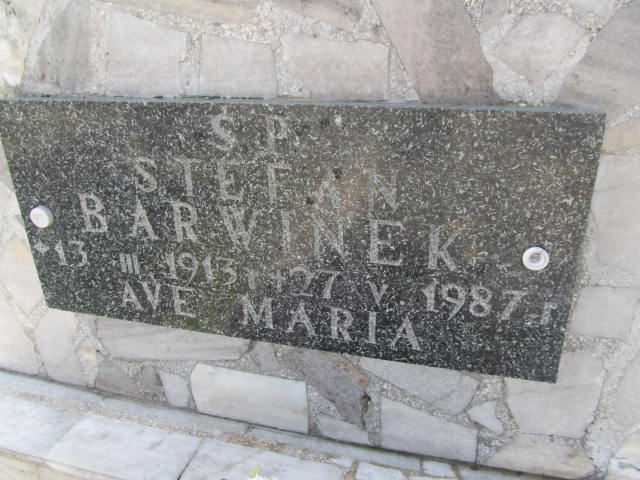 Ś.P.
STEFAN
BARWINEK
*13 III. 1913 r. +27 V. 1987 r.
AVE MARIA